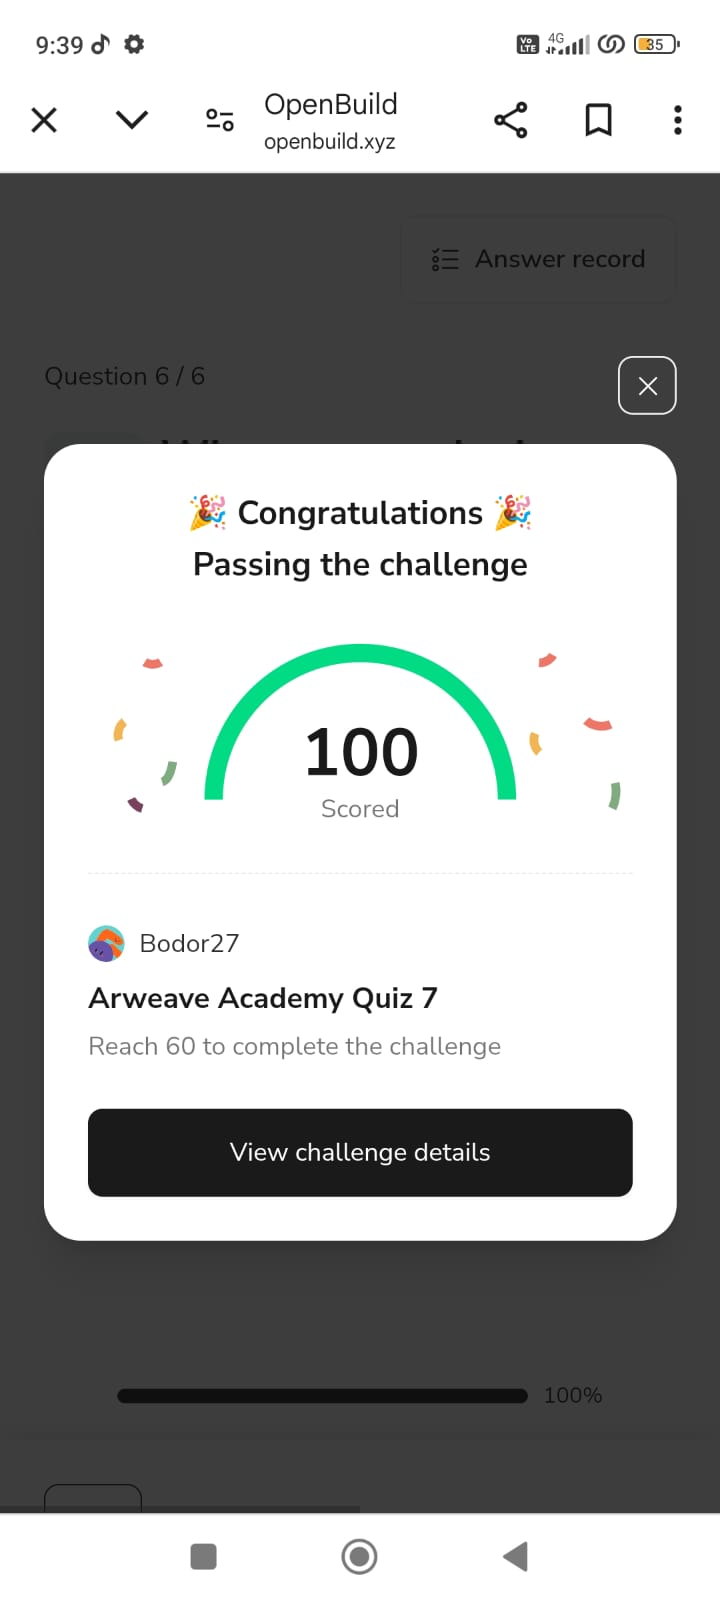 9:39
Vo LTE 4G 35
OpenBuild
openbuild.xyz
Answer record
Question 6 / 6
🎉 Congratulations 🎉
Passing the challenge
100
Scored
Bodor27
Arweave Academy Quiz 7
Reach 60 to complete the challenge
View challenge details
100%